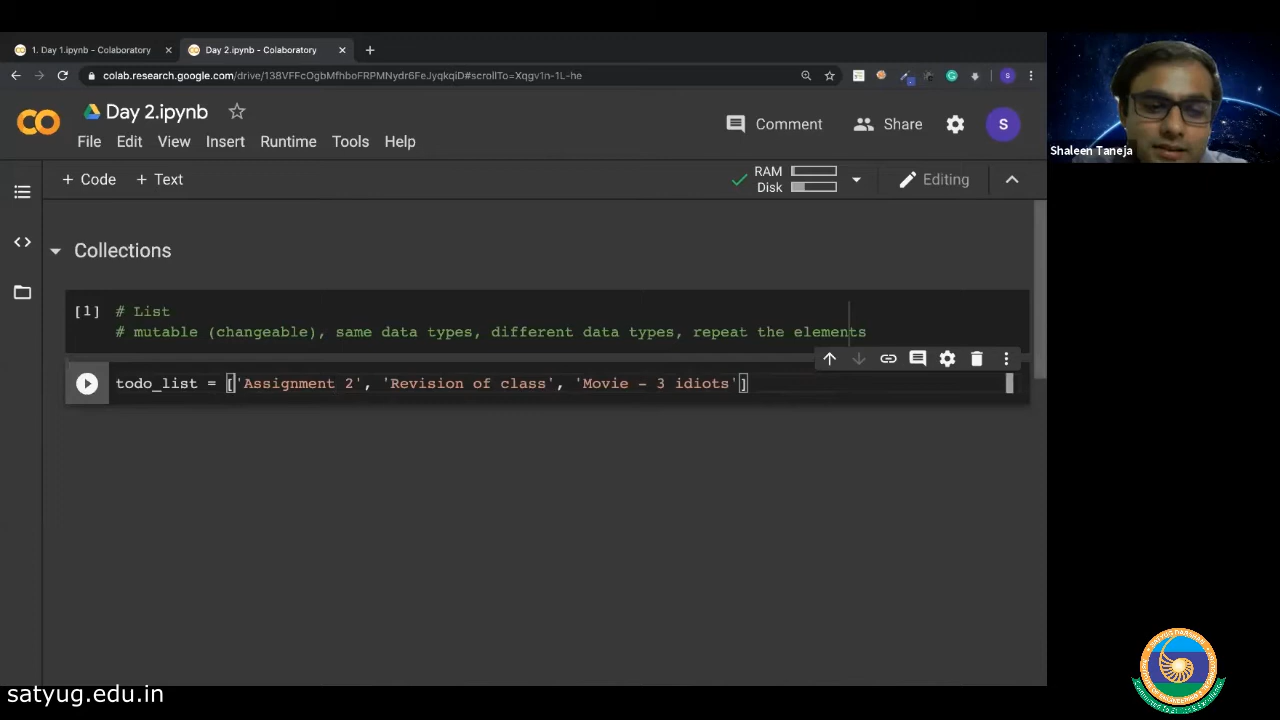 1. Day 1.ipynb - Colaboratory
Day 2.ipynb - Colaboratory
colab.research.google.com/drive/138VFFcOgbMfhboFRPMNydr6FeJyqkqiD#scrollTo=Xqgv1n-1L-he
Day 2.ipynb
File Edit View Insert Runtime Tools Help
Comment
Share
S
+ Code + Text
RAM
Disk
Editing
Collections
[1] # List
# mutable (changeable), same data types, different data types, repeat the elements
todo_list = ['Assignment 2', 'Revision of class', 'Movie - 3 idiots']
Shaleen Taneja
satyug.edu.in